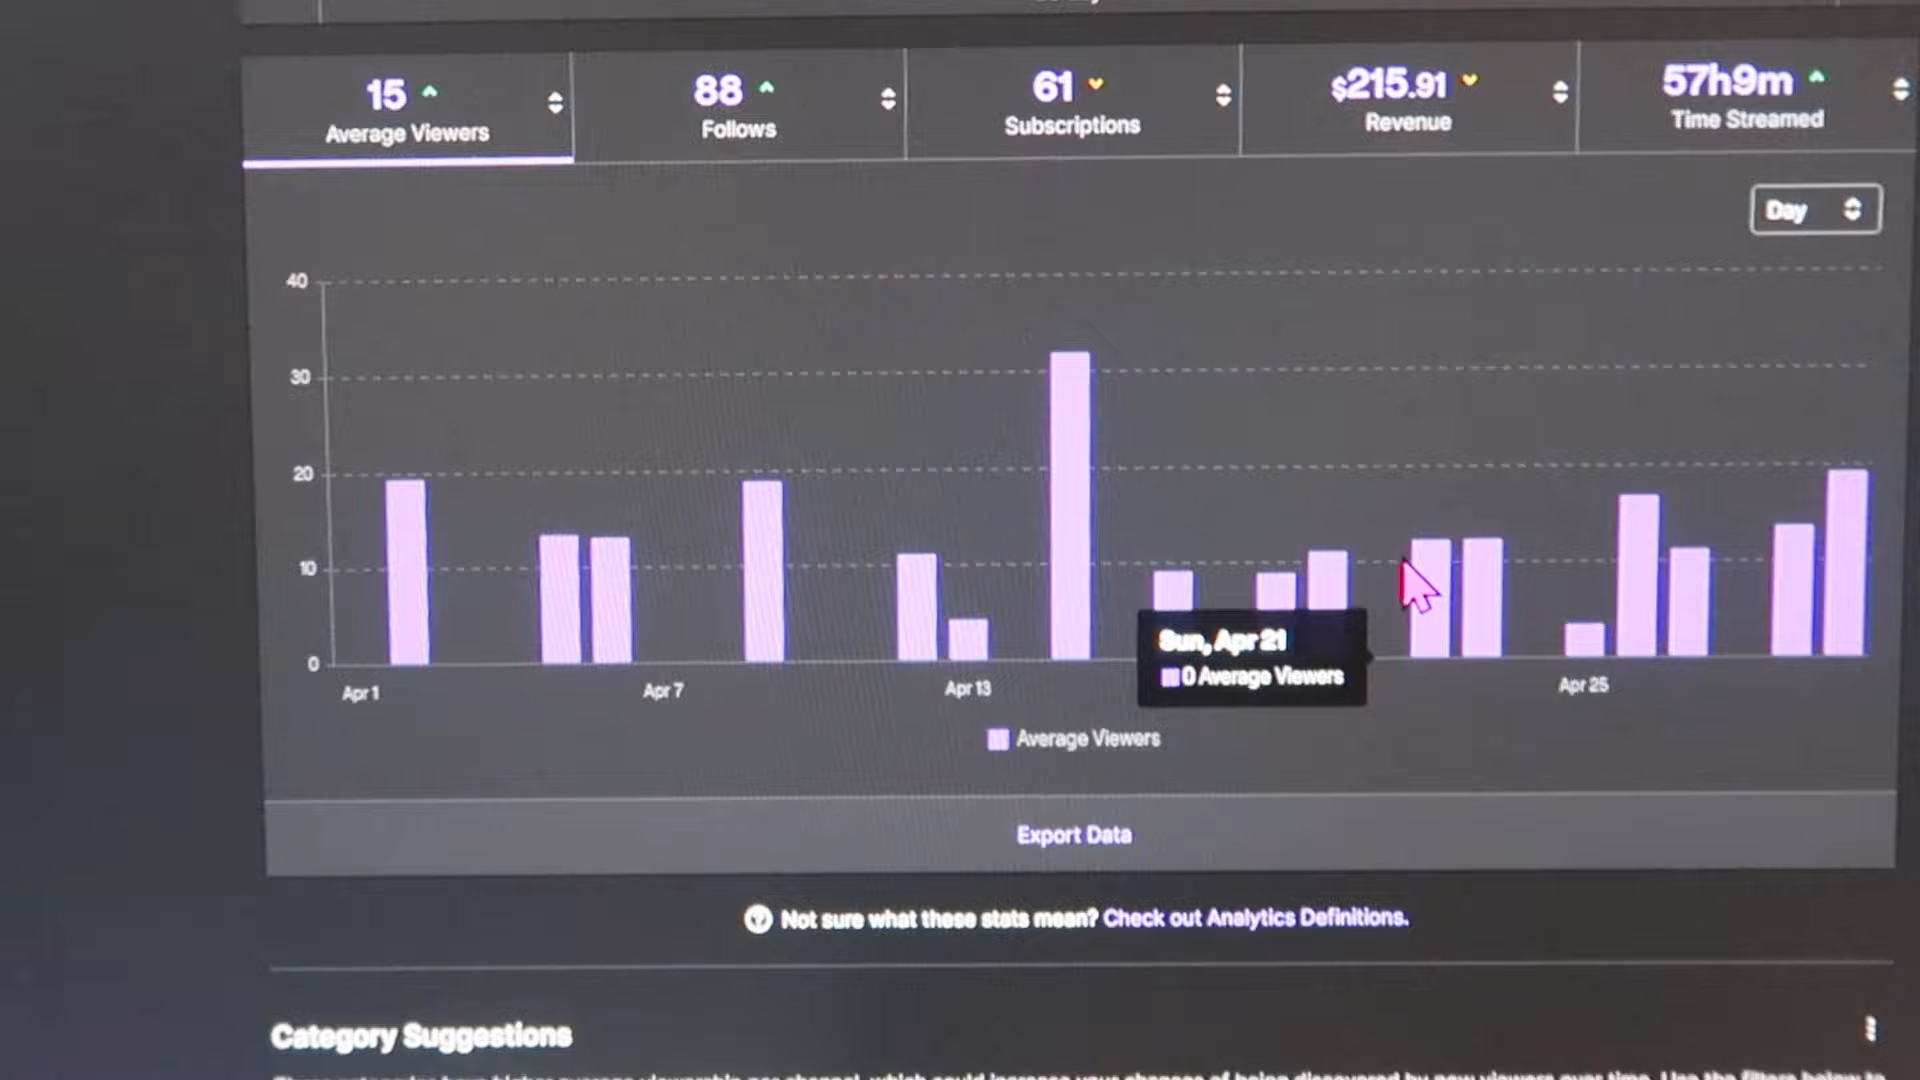 15
Average Viewers
88
Follows
61
Subscriptions
$215.91
Revenue
57h9m
Time Streamed
Day
40
30
20
10
0
Apr 1
Apr 7
Apr 13
Apr 25
Sun, Apr 21
0 Average Viewers
Average Viewers
Export Data
Not sure what these stats mean? Check out Analytics Definitions.
Category Suggestions